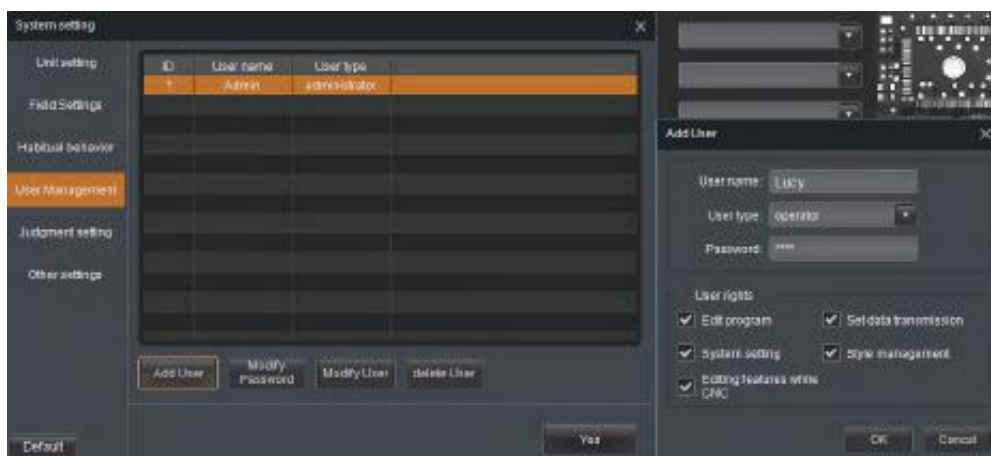 System setting
Unit setting
Field Settings
Habitual behavior
User Management
Judgment setting
Other settings
Default
ID User name User type
1 Admin administrator
Add User
Modify Password
Modify User
delete User
Yes
Add User
User name: Lucy
User type: operator
Password: ****
User rights
Edit program
Set data transmission
System setting
Style management
Editing features while
CNC
OK
Cancel